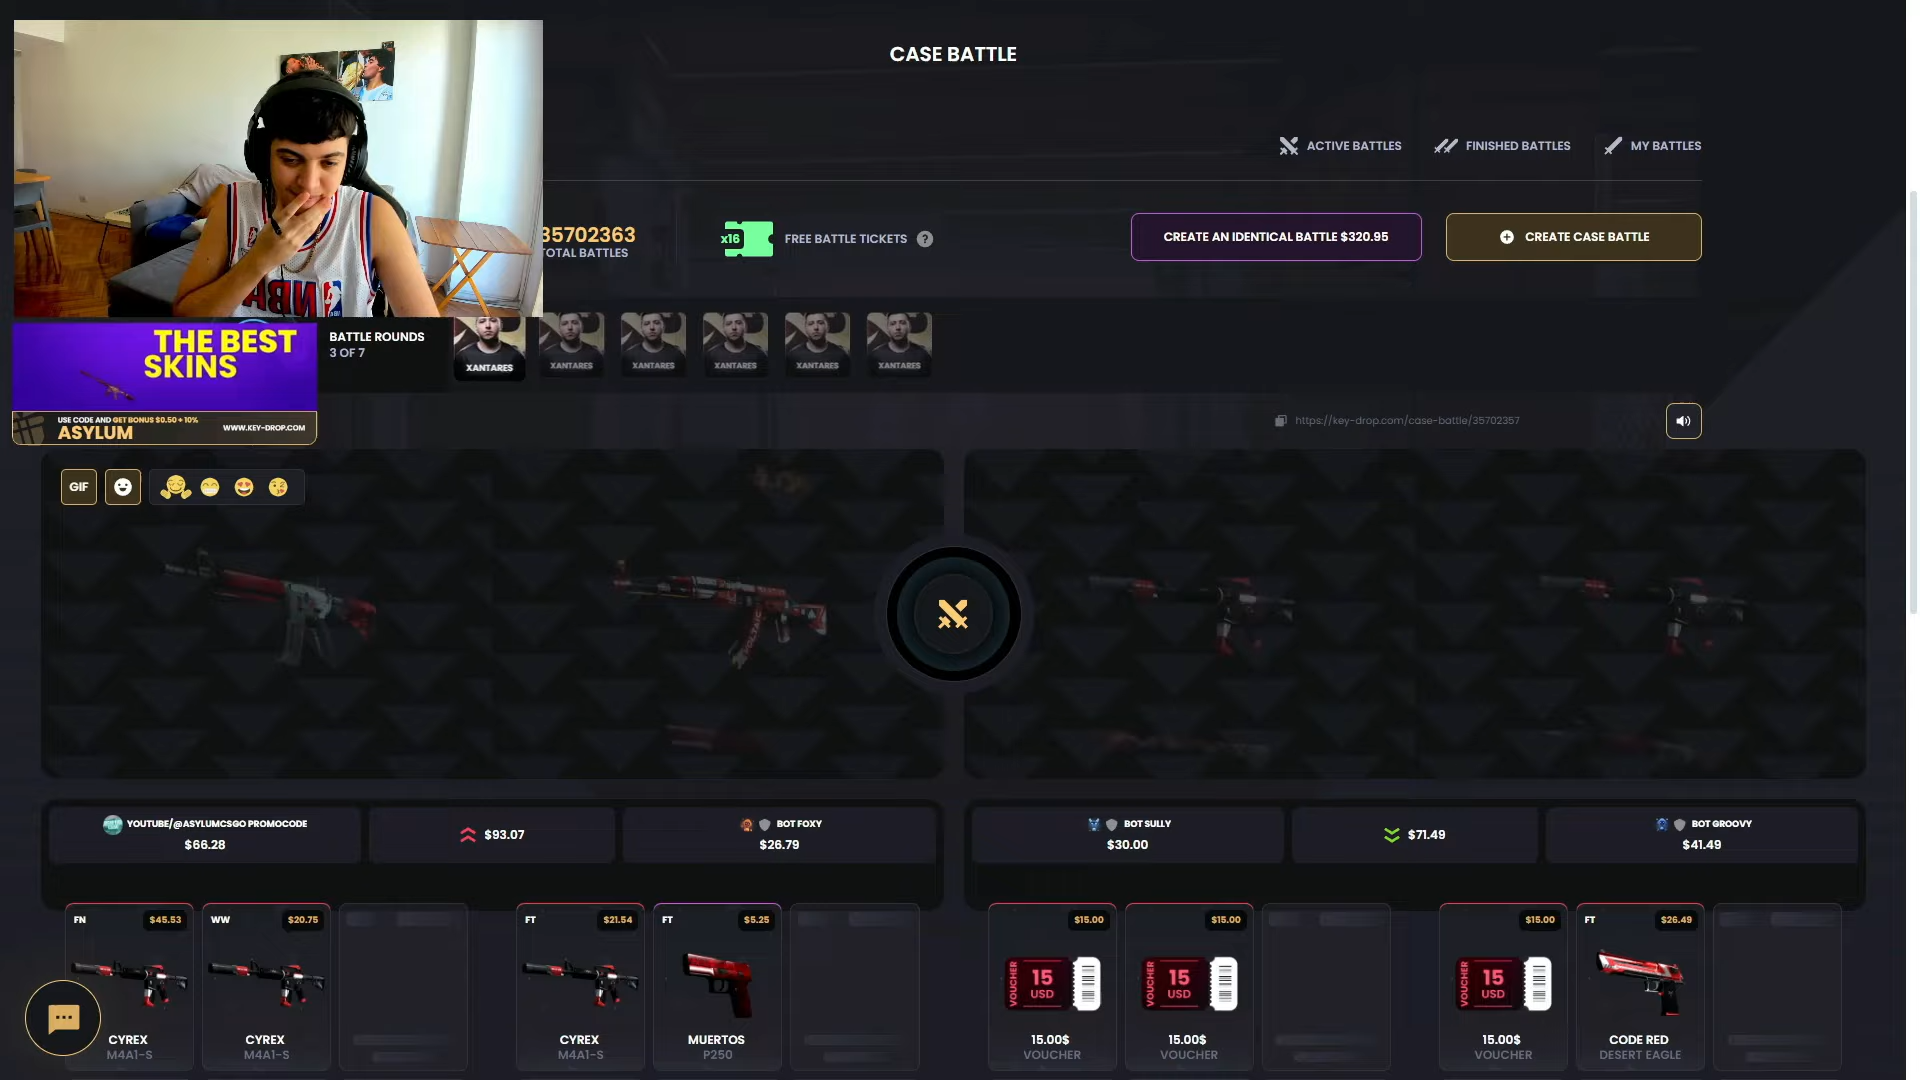 CASE BATTLE
ACTIVE BATTLES
FINISHED BATTLES
MY BATTLES
35702363
TOTAL BATTLES
x16
FREE BATTLE TICKETS
?
CREATE AN IDENTICAL BATTLE $320.95
CREATE CASE BATTLE
NBA
THE BEST
SKINS
USE CODE AND GET BONUS $0.50 + 10%
ASYLUM
WWW.KEY-DROP.COM
BATTLE ROUNDS
3 OF 7
XANTARES
XANTARES
XANTARES
XANTARES
XANTARES
XANTARES
https://key-drop.com/case-battle/35702357
GIF
YOUTUBE/@ASYLUMCSGO PROMOCODE
$66.28
$93.07
BOT FOXY
$26.79
BOT SULLY
$30.00
$71.49
BOT GROOVY
$41.49
FN
$45.53
CYREX
M4A1-S
WW
$20.75
CYREX
M4A1-S
FT
$21.54
CYREX
M4A1-S
FT
$5.25
MUERTOS
P250
$15.00
VOUCHER
15
USD
15.00$
VOUCHER
$15.00
VOUCHER
15
USD
15.00$
VOUCHER
$15.00
VOUCHER
15
USD
15.00$
VOUCHER
FT
$26.49
CODE RED
DESERT EAGLE